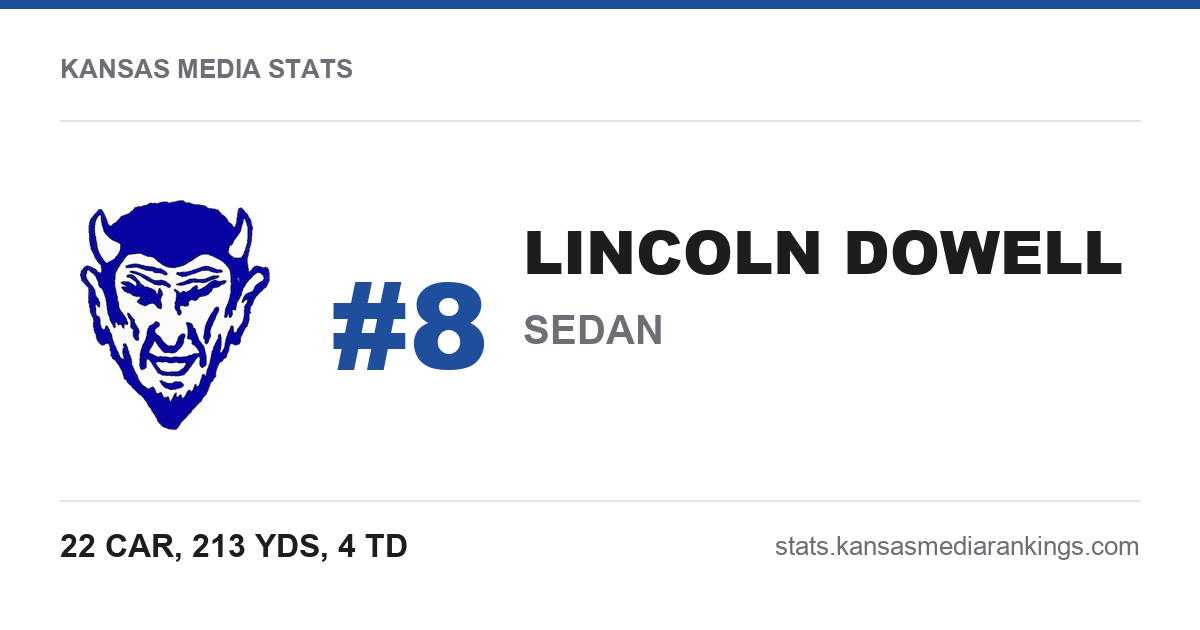 KANSAS MEDIA STATS
#8
LINCOLN DOWELL
SEDAN
22 CAR, 213 YDS, 4 TD
stats.kansasmediarankings.com